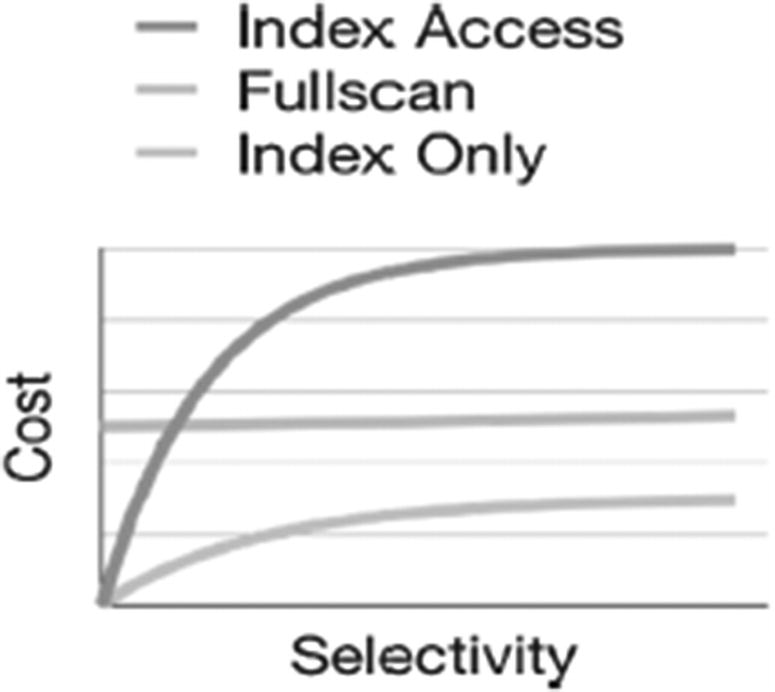 Index Access
Fullscan
Index Only
Cost
Selectivity